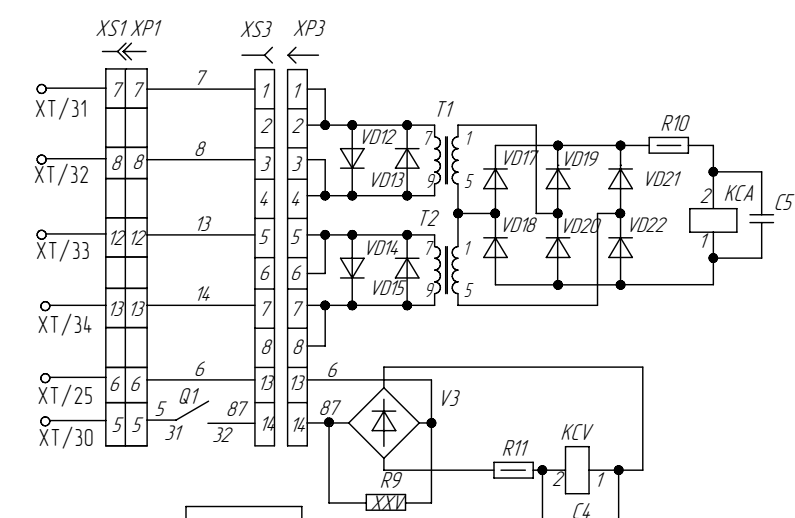 XS1 XP1 XS3 XP3
XT/31 7 7 7 1 1
2 2
XT/32 8 8 8 3 3
4 4
XT/33 12 12 13 5 5
6 6
XT/34 13 13 14 7 7
8 8
XT/25 6 6 6 13 13 6
XT/30 5 5 5 Q1 87 14 14 87
31 32
VD12 VD13 7 9 T1 1 5
VD14 VD15 7 9 T2 1 5
VD17 VD19 VD21
VD18 VD20 VD22
R10
2 KCA 1 C5
V3
R9
XXV
R11 KCV
2 1
C4